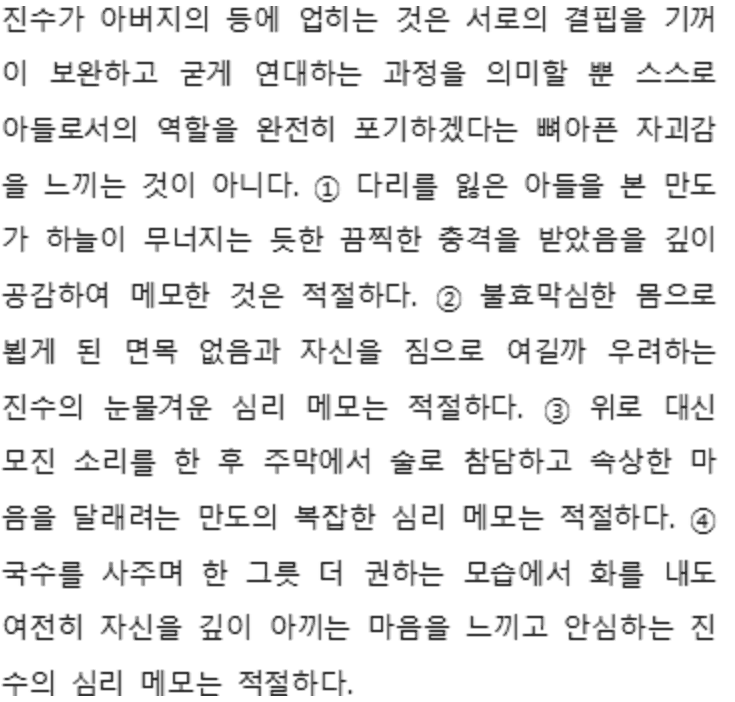 진수가 아버지의 등에 업히는 것은 서로의 결핍을 기꺼
이 보완하고 굳게 연대하는 과정을 의미할 뿐 스스로
아들로서의 역할을 완전히 포기하겠다는 뼈아픈 자괴감
을 느끼는 것이 아니다. ① 다리를 잃은 아들을 본 만도
가 하늘이 무너지는 듯한 끔찍한 충격을 받았음을 깊이
공감하여 메모한 것은 적절하다. ② 불효막심한 몸으로
뵙게 된 면목 없음과 자신을 짐으로 여길까 우려하는
진수의 눈물겨운 심리 메모는 적절하다. ③ 위로 대신
모진 소리를 한 후 주막에서 술로 참담하고 속상한 마
음을 달래려는 만도의 복잡한 심리 메모는 적절하다. ④
국수를 사주며 한 그릇 더 권하는 모습에서 화를 내도
여전히 자신을 깊이 아끼는 마음을 느끼고 안심하는 진
수의 심리 메모는 적절하다.